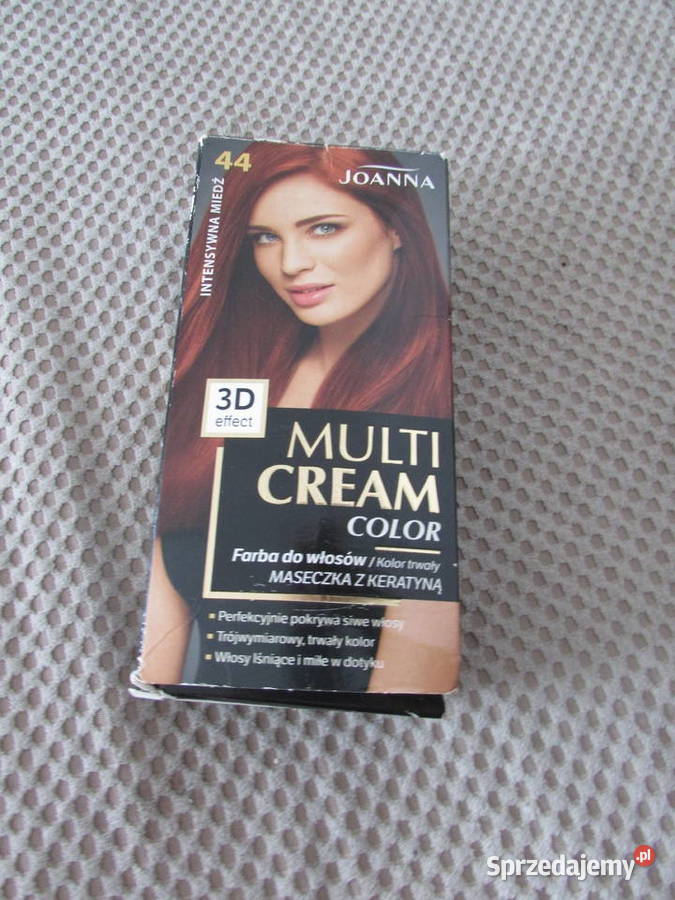 44
JOANNA
INTENSYWNA MIEDŹ
3D
effect
MULTI
CREAM
COLOR
Farba do włosów / Kolor trwały
MASECZKA Z KERATYNĄ
▪ Perfekcyjnie pokrywa siwe włosy
▪ Trójwymiarowy, trwały kolor
▪ Włosy lśniące i miłe w dotyku
Sprzedajemy.pl